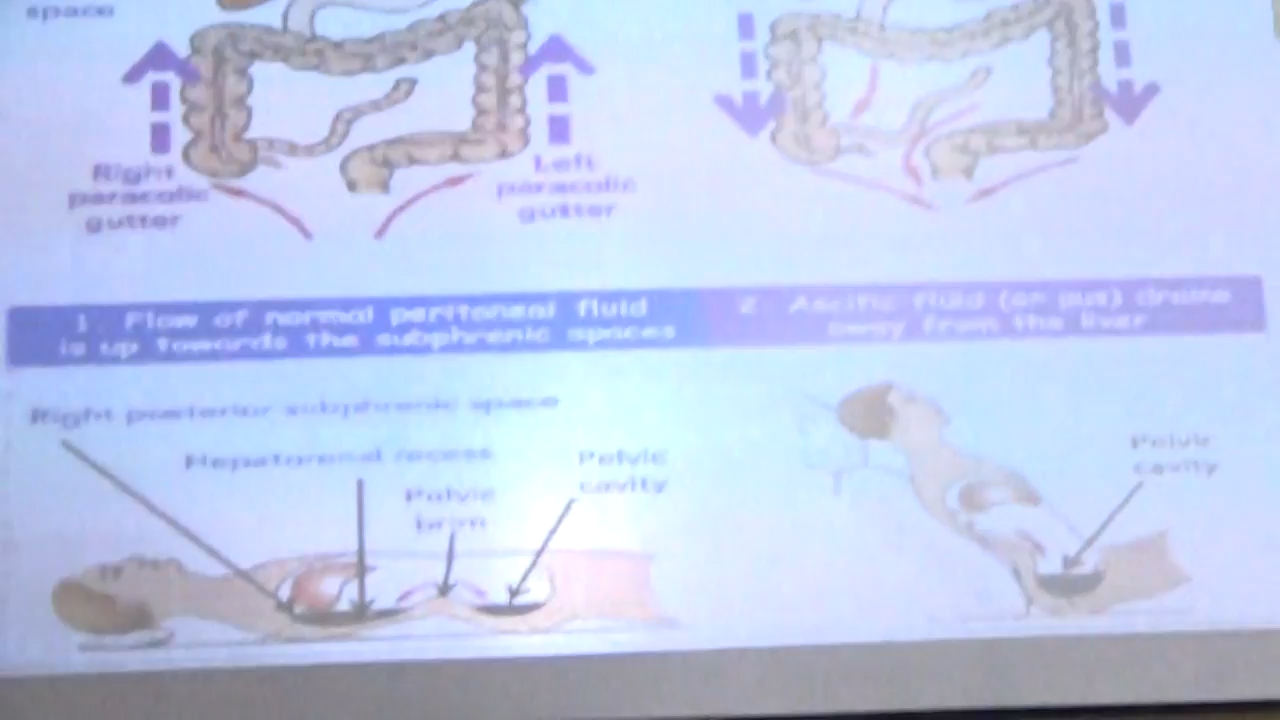 space
Right
paracolic
gutter
Left
paracolic
gutter
1. Flow of normal peritoneal fluid
is up towards the subphrenic spaces
2. Ascitic fluid (or pus) drains
away from the liver
Right posterior subphrenic space
Hepatorenal recess
Pelvic
brim
Pelvic
cavity
Pelvic
cavity